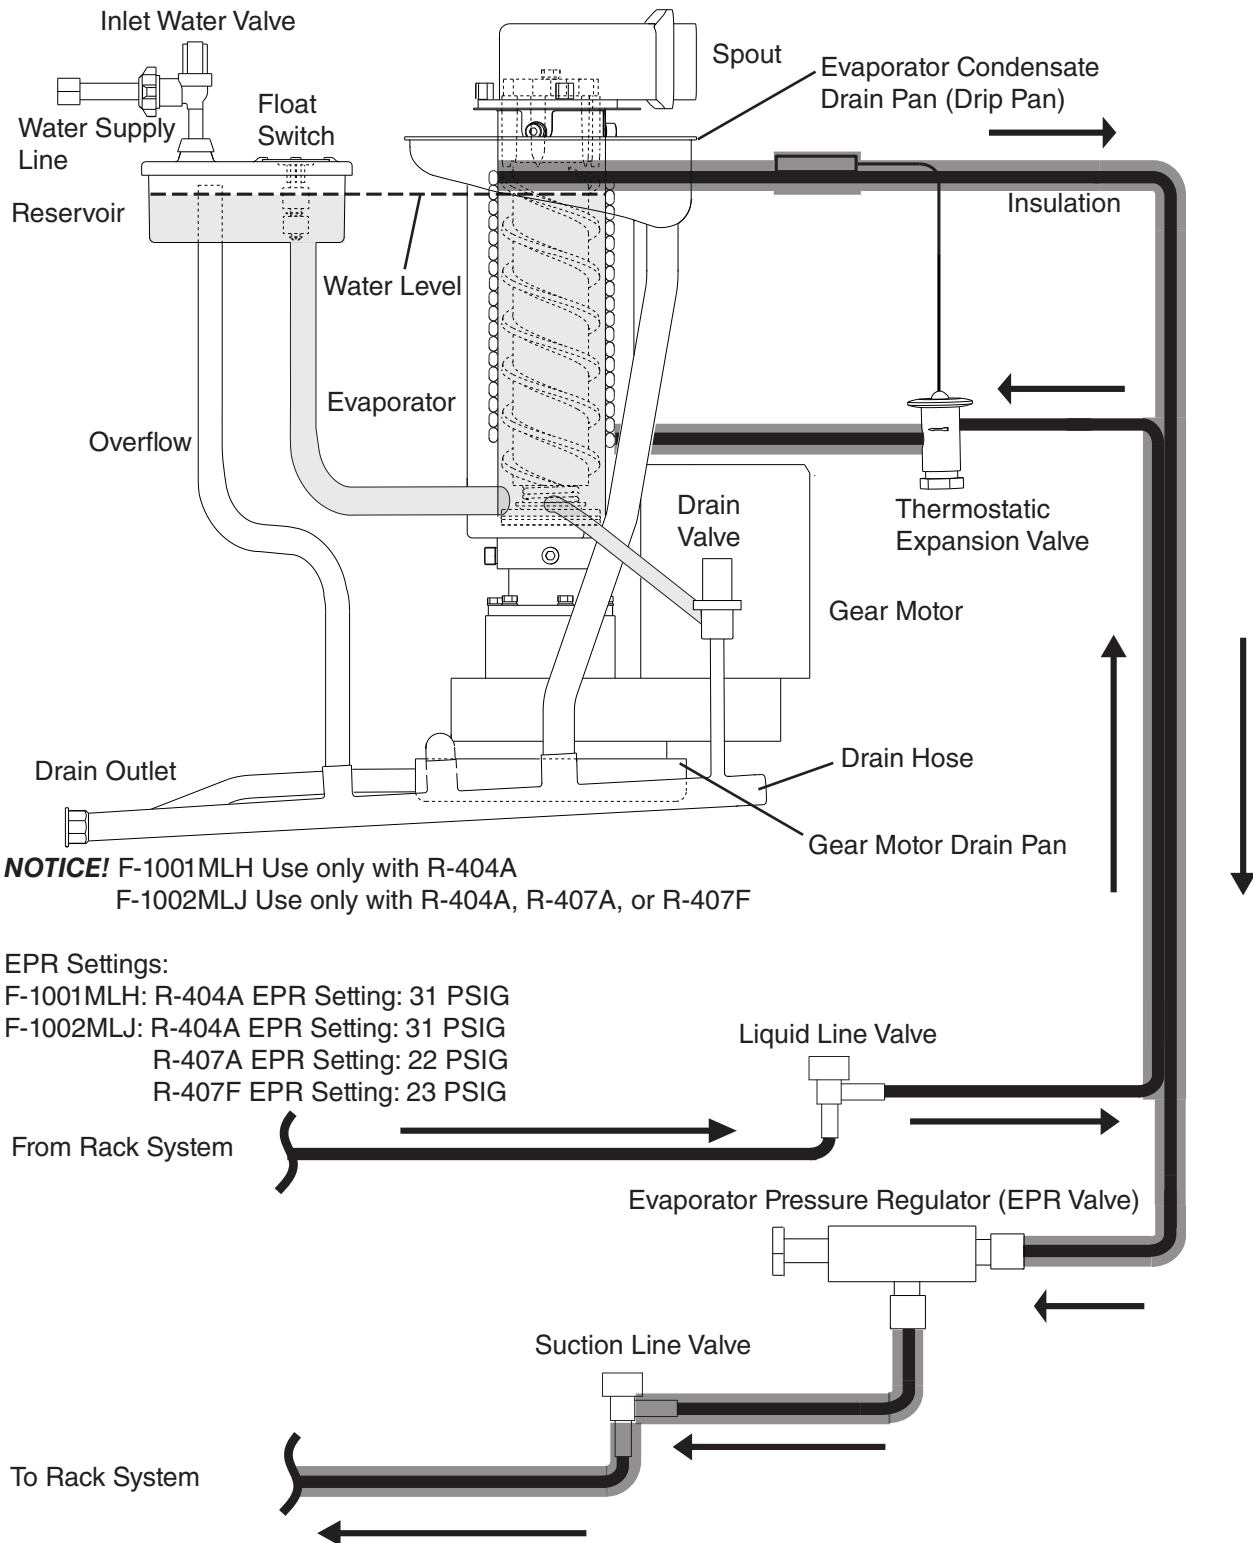 Inlet Water Valve
Spout
Evaporator Condensate
Drain Pan (Drip Pan)
Float
Switch
Water Supply
Line
Reservoir
Insulation
Water Level
Evaporator
Overflow
Drain
Valve
Thermostatic
Expansion Valve
Gear Motor
Drain Outlet
Drain Hose
Gear Motor Drain Pan
NOTICE! F-1001MLH Use only with R-404A
F-1002MLJ Use only with R-404A, R-407A, or R-407F
EPR Settings:
F-1001MLH: R-404A EPR Setting: 31 PSIG
F-1002MLJ: R-404A EPR Setting: 31 PSIG
R-407A EPR Setting: 22 PSIG
R-407F EPR Setting: 23 PSIG
Liquid Line Valve
From Rack System
Evaporator Pressure Regulator (EPR Valve)
Suction Line Valve
To Rack System